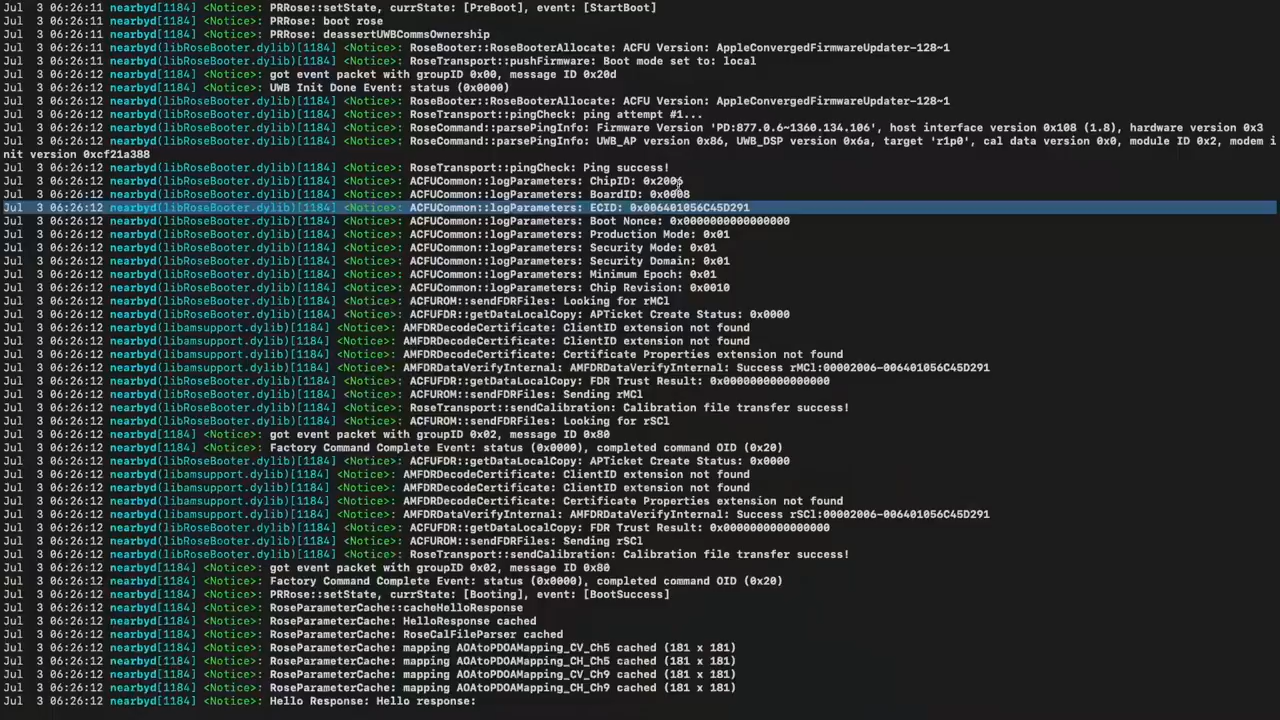 Jul  3 06:26:11 nearbyd[1184] <Notice>: PRRose::setState, currState: [PreBoot], event: [StartBoot]
Jul  3 06:26:11 nearbyd[1184] <Notice>: PRRose: boot rose
Jul  3 06:26:11 nearbyd[1184] <Notice>: PRRose: deassertUWBCommsOwnership
Jul  3 06:26:11 nearbyd(libRoseBooter.dylib)[1184] <Notice>: RoseBooter::RoseBooterAllocate: ACFU Version: AppleConvergedFirmwareUpdater-128~1
Jul  3 06:26:11 nearbyd(libRoseBooter.dylib)[1184] <Notice>: RoseTransport::pushFirmware: Boot mode set to: local
Jul  3 06:26:12 nearbyd[1184] <Notice>: got event packet with groupID 0x00, message ID 0x20d
Jul  3 06:26:12 nearbyd[1184] <Notice>: UWB Init Done Event: status (0x0000)
Jul  3 06:26:12 nearbyd(libRoseBooter.dylib)[1184] <Notice>: RoseBooter::RoseBooterAllocate: ACFU Version: AppleConvergedFirmwareUpdater-128~1
Jul  3 06:26:12 nearbyd(libRoseBooter.dylib)[1184] <Notice>: RoseTransport::pingCheck: ping attempt #1...
Jul  3 06:26:12 nearbyd(libRoseBooter.dylib)[1184] <Notice>: RoseCommand::parsePingInfo: Firmware Version 'PD:877.0.6~1360.134.106', host interface version 0x108 (1.8), hardware version 0x3
Jul  3 06:26:12 nearbyd(libRoseBooter.dylib)[1184] <Notice>: RoseCommand::parsePingInfo: UWB_AP version 0x86, UWB_DSP version 0x6a, target 'r1p0', cal data version 0x0, module ID 0x2, modem i
nit version 0xcf21a388
Jul  3 06:26:12 nearbyd(libRoseBooter.dylib)[1184] <Notice>: RoseTransport::pingCheck: Ping success!
Jul  3 06:26:12 nearbyd(libRoseBooter.dylib)[1184] <Notice>: ACFUCommon::logParameters: ChipID: 0x2006
Jul  3 06:26:12 nearbyd(libRoseBooter.dylib)[1184] <Notice>: ACFUCommon::logParameters: BoardID: 0x0008
Jul  3 06:26:12 nearbyd(libRoseBooter.dylib)[1184] <Notice>: ACFUCommon::logParameters: ECID: 0x006401056C45D291
Jul  3 06:26:12 nearbyd(libRoseBooter.dylib)[1184] <Notice>: ACFUCommon::logParameters: Boot Nonce: 0x0000000000000000
Jul  3 06:26:12 nearbyd(libRoseBooter.dylib)[1184] <Notice>: ACFUCommon::logParameters: Production Mode: 0x01
Jul  3 06:26:12 nearbyd(libRoseBooter.dylib)[1184] <Notice>: ACFUCommon::logParameters: Security Mode: 0x01
Jul  3 06:26:12 nearbyd(libRoseBooter.dylib)[1184] <Notice>: ACFUCommon::logParameters: Security Domain: 0x01
Jul  3 06:26:12 nearbyd(libRoseBooter.dylib)[1184] <Notice>: ACFUCommon::logParameters: Minimum Epoch: 0x01
Jul  3 06:26:12 nearbyd(libRoseBooter.dylib)[1184] <Notice>: ACFUCommon::logParameters: Chip Revision: 0x0010
Jul  3 06:26:12 nearbyd(libRoseBooter.dylib)[1184] <Notice>: ACFUROM::sendFDRFiles: Looking for rMCl
Jul  3 06:26:12 nearbyd(libRoseBooter.dylib)[1184] <Notice>: ACFUFDR::getDataLocalCopy: APTicket Create Status: 0x0000
Jul  3 06:26:12 nearbyd(libamsupport.dylib)[1184] <Notice>: AMFDRDecodeCertificate: ClientID extension not found
Jul  3 06:26:12 nearbyd(libamsupport.dylib)[1184] <Notice>: AMFDRDecodeCertificate: ClientID extension not found
Jul  3 06:26:12 nearbyd(libamsupport.dylib)[1184] <Notice>: AMFDRDecodeCertificate: Certificate Properties extension not found
Jul  3 06:26:12 nearbyd(libamsupport.dylib)[1184] <Notice>: AMFDRDataVerifyInternal: AMFDRDataVerifyInternal: Success rMCl:00002006-006401056C45D291
Jul  3 06:26:12 nearbyd(libRoseBooter.dylib)[1184] <Notice>: ACFUFDR::getDataLocalCopy: FDR Trust Result: 0x0000000000000000
Jul  3 06:26:12 nearbyd(libRoseBooter.dylib)[1184] <Notice>: ACFUROM::sendFDRFiles: Sending rMCl
Jul  3 06:26:12 nearbyd(libRoseBooter.dylib)[1184] <Notice>: RoseTransport::sendCalibration: Calibration file transfer success!
Jul  3 06:26:12 nearbyd(libRoseBooter.dylib)[1184] <Notice>: ACFUROM::sendFDRFiles: Looking for rSCl
Jul  3 06:26:12 nearbyd[1184] <Notice>: got event packet with groupID 0x02, message ID 0x80
Jul  3 06:26:12 nearbyd[1184] <Notice>: Factory Command Complete Event: status (0x0000), completed command OID (0x20)
Jul  3 06:26:12 nearbyd(libRoseBooter.dylib)[1184] <Notice>: ACFUFDR::getDataLocalCopy: APTicket Create Status: 0x0000
Jul  3 06:26:12 nearbyd(libamsupport.dylib)[1184] <Notice>: AMFDRDecodeCertificate: ClientID extension not found
Jul  3 06:26:12 nearbyd(libamsupport.dylib)[1184] <Notice>: AMFDRDecodeCertificate: ClientID extension not found
Jul  3 06:26:12 nearbyd(libamsupport.dylib)[1184] <Notice>: AMFDRDecodeCertificate: Certificate Properties extension not found
Jul  3 06:26:12 nearbyd(libamsupport.dylib)[1184] <Notice>: AMFDRDataVerifyInternal: AMFDRDataVerifyInternal: Success rSCl:00002006-006401056C45D291
Jul  3 06:26:12 nearbyd(libRoseBooter.dylib)[1184] <Notice>: ACFUFDR::getDataLocalCopy: FDR Trust Result: 0x0000000000000000
Jul  3 06:26:12 nearbyd(libRoseBooter.dylib)[1184] <Notice>: ACFUROM::sendFDRFiles: Sending rSCl
Jul  3 06:26:12 nearbyd(libRoseBooter.dylib)[1184] <Notice>: RoseTransport::sendCalibration: Calibration file transfer success!
Jul  3 06:26:12 nearbyd[1184] <Notice>: got event packet with groupID 0x02, message ID 0x80
Jul  3 06:26:12 nearbyd[1184] <Notice>: Factory Command Complete Event: status (0x0000), completed command OID (0x20)
Jul  3 06:26:12 nearbyd[1184] <Notice>: PRRose::setState, currState: [Booting], event: [BootSuccess]
Jul  3 06:26:12 nearbyd[1184] <Notice>: RoseParameterCache::cacheHelloResponse
Jul  3 06:26:12 nearbyd[1184] <Notice>: RoseParameterCache: HelloResponse cached
Jul  3 06:26:12 nearbyd[1184] <Notice>: RoseParameterCache: RoseCalFileParser cached
Jul  3 06:26:12 nearbyd[1184] <Notice>: RoseParameterCache: mapping AOAtoPDOAMapping_CV_Ch5 cached (181 x 181)
Jul  3 06:26:12 nearbyd[1184] <Notice>: RoseParameterCache: mapping AOAtoPDOAMapping_CH_Ch5 cached (181 x 181)
Jul  3 06:26:12 nearbyd[1184] <Notice>: RoseParameterCache: mapping AOAtoPDOAMapping_CV_Ch9 cached (181 x 181)
Jul  3 06:26:12 nearbyd[1184] <Notice>: RoseParameterCache: mapping AOAtoPDOAMapping_CH_Ch9 cached (181 x 181)
Jul  3 06:26:12 nearbyd[1184] <Notice>: Hello Response: Hello response: